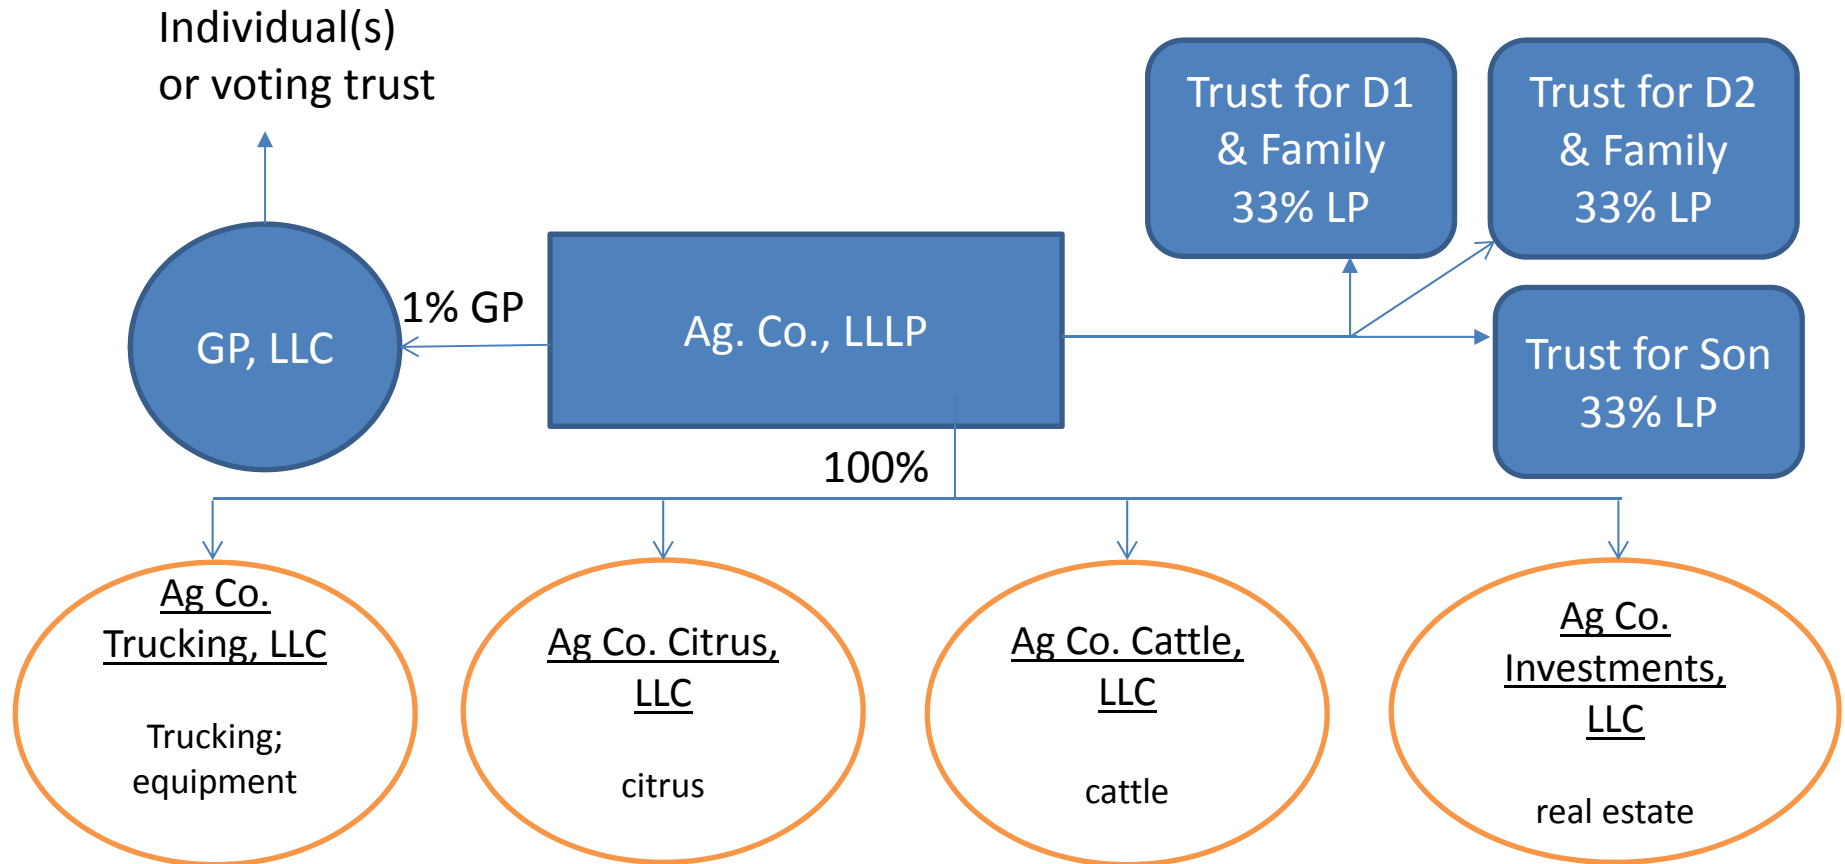 Individual(s)
or voting trust
Trust for D1
& Family
33% LP
Trust for D2
& Family
33% LP
GP, LLC
1% GP
Ag. Co., LLLP
Trust for Son
33% LP
100%
Ag Co.
Trucking, LLC
Trucking;
equipment
Ag Co. Citrus,
LLC
citrus
Ag Co. Cattle,
LLC
cattle
Ag Co.
Investments,
LLC
real estate